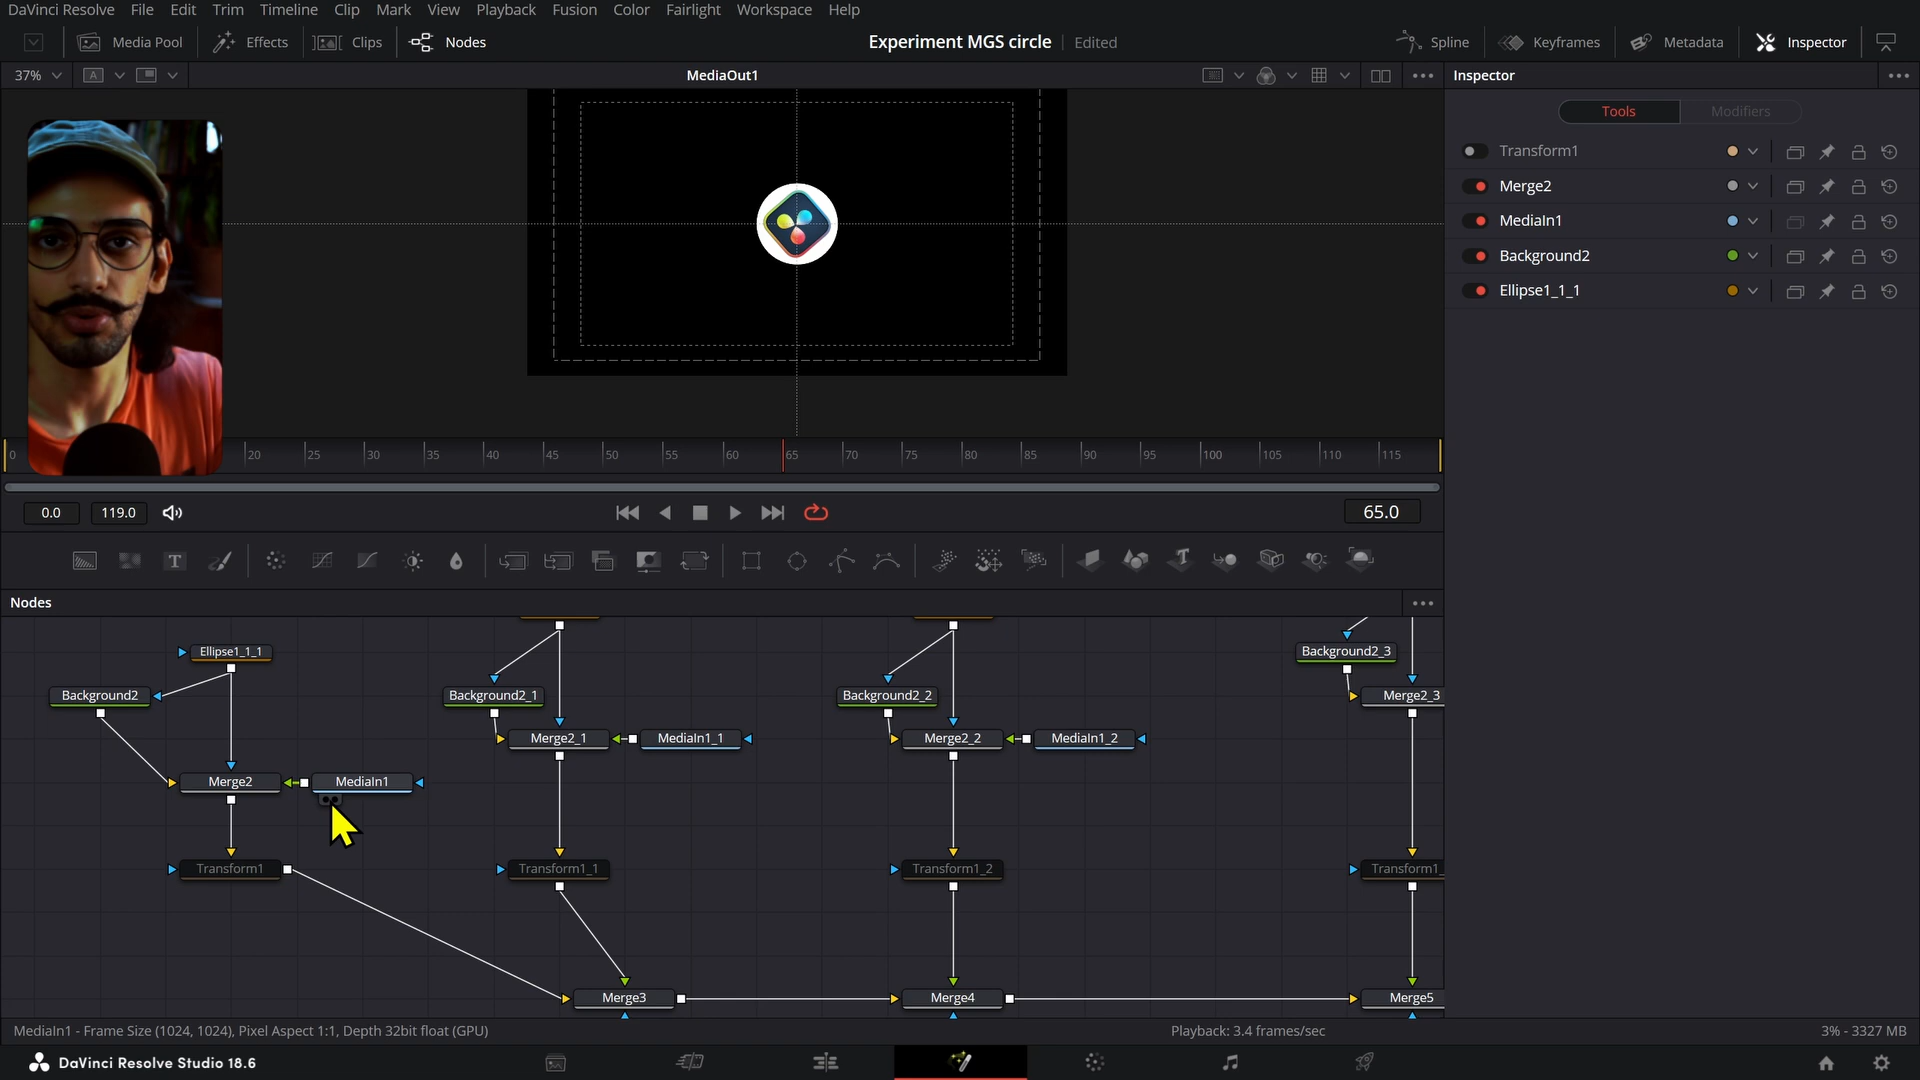 DaVinci Resolve File Edit Trim Timeline Clip Mark View Playback Fusion Color Fairlight Workspace Help
Media Pool Effects Clips Nodes Experiment MGS circle Edited Spline Keyframes Metadata Inspector
37% A MediaOut1 Inspector
Tools Modifiers
Transform1
Merge2
MediaIn1
Background2
Ellipse1_1_1
0 20 25 30 35 40 45 50 55 60 65 70 75 80 85 90 95 100 105 110 115
0.0 119.0 65.0
T T
Nodes
Ellipse1_1_1 Background2_3
Background2 Background2_1 Background2_2 Merge2_3
Merge2_1 MediaIn1_1 Merge2_2 MediaIn1_2
Merge2 MediaIn1
Transform1 Transform1_1 Transform1_2 Transform1_
Merge3 Merge4 Merge5
MediaIn1 - Frame Size (1024, 1024), Pixel Aspect 1:1, Depth 32bit float (GPU) Playback: 3.4 frames/sec 3% - 3327 MB
DaVinci Resolve Studio 18.6